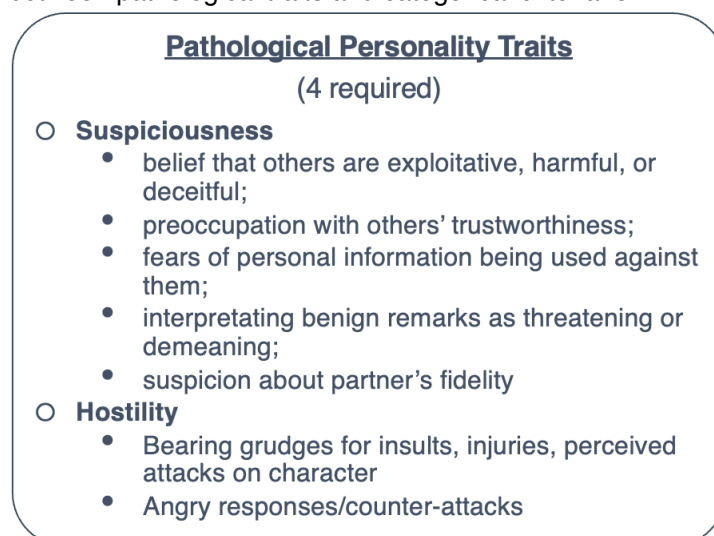 Pathological Personality Traits
(4 required)
Suspiciousness
belief that others are exploitative, harmful, or
deceitful;
preoccupation with others' trustworthiness;
fears of personal information being used against
them;
interpretating benign remarks as threatening or
demeaning;
suspicion about partner's fidelity
Hostility
Bearing grudges for insults, injuries, perceived
attacks on character
Angry responses/counter-attacks